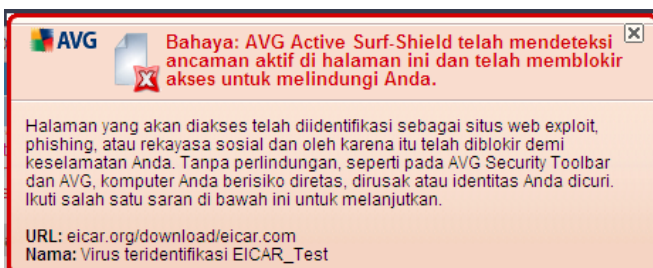 AVG
Bahaya: AVG Active Surf-Shield telah mendeteksi
ancaman aktif di halaman ini dan telah memblokir
akses untuk melindungi Anda.
Halaman yang akan diakses telah diidentifikasi sebagai situs web exploit,
phishing, atau rekayasa sosial dan oleh karena itu telah diblokir demi
keselamatan Anda. Tanpa perlindungan, seperti pada AVG Security Toolbar
dan AVG, komputer Anda berisiko diretas, dirusak atau identitas Anda dicuri.
Ikuti salah satu saran di bawah ini untuk melanjutkan.
URL: eicar.org/download/eicar.com
Nama: Virus teridentifikasi EICAR_Test